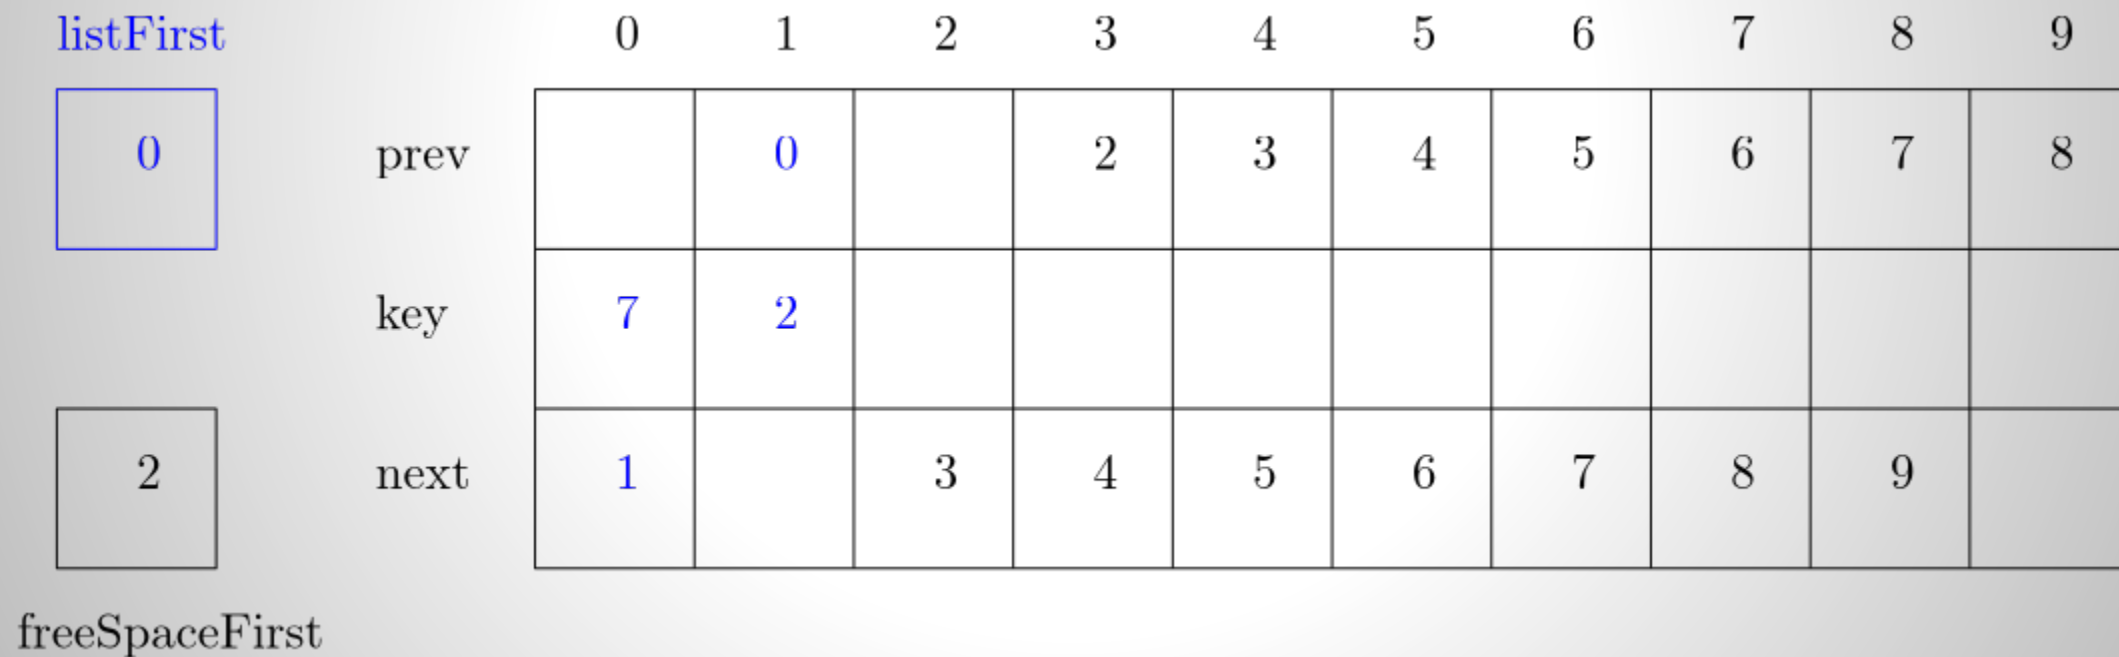 listFirst 0 1 2 3 4 5 6 7 8 9
0 prev 0 2 3 4 5 6 7 8
key 7 2
2 next 1 3 4 5 6 7 8 9
freeSpaceFirst